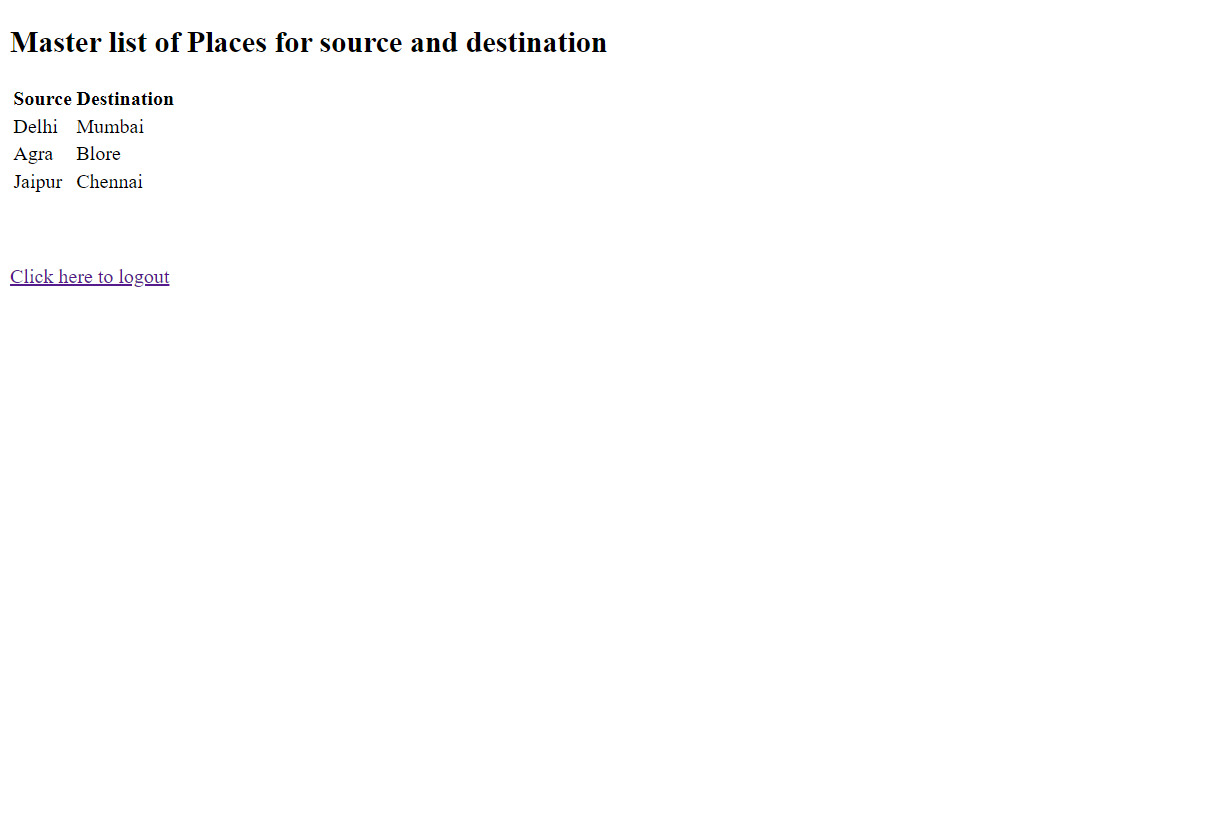 Master list of Places for source and destination
Source Destination
Delhi Mumbai
Agra Blore
Jaipur Chennai
Click here to logout